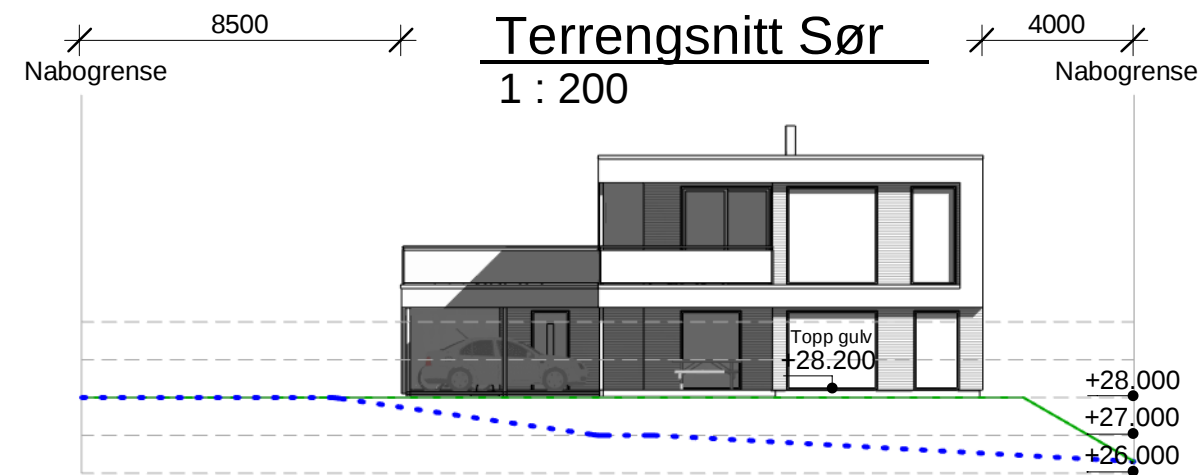 8500
Terrengsnitt Sør
4000
Nabogrense
Nabogrense
1 : 200
Topp gulv
+28.200
+28.000
+27.000
+26.000